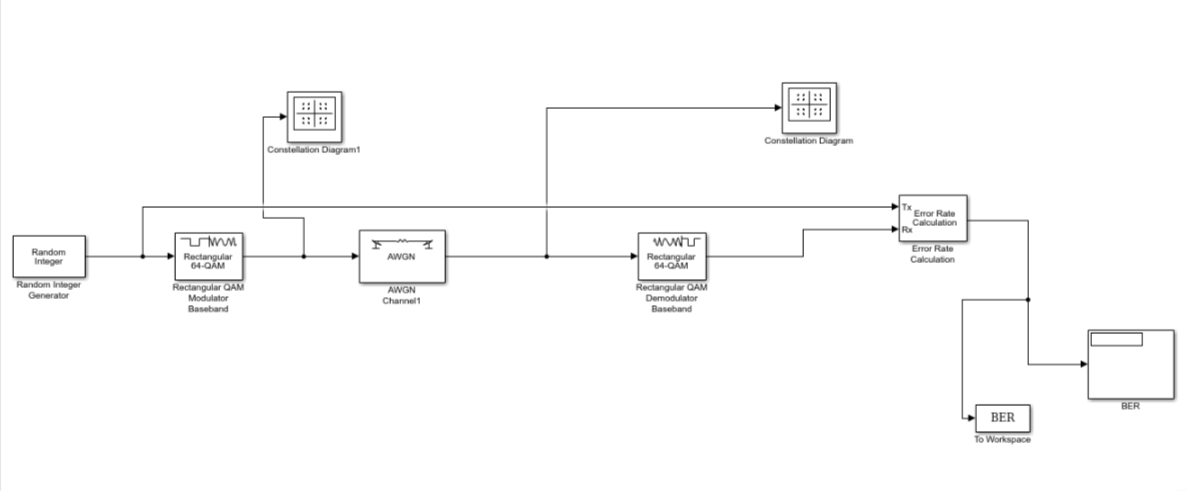 Constellation Diagram1
Constellation Diagram
Tx
Rx
Error Rate
Calculation
Error Rate
Calculation
Random
Integer
Random Integer
Generator
Rectangular
64-QAM
Rectangular QAM
Modulator
Baseband
AWGN
AWGN
Channel1
Rectangular
64-QAM
Rectangular QAM
Demodulator
Baseband
BER
BER
To Workspace